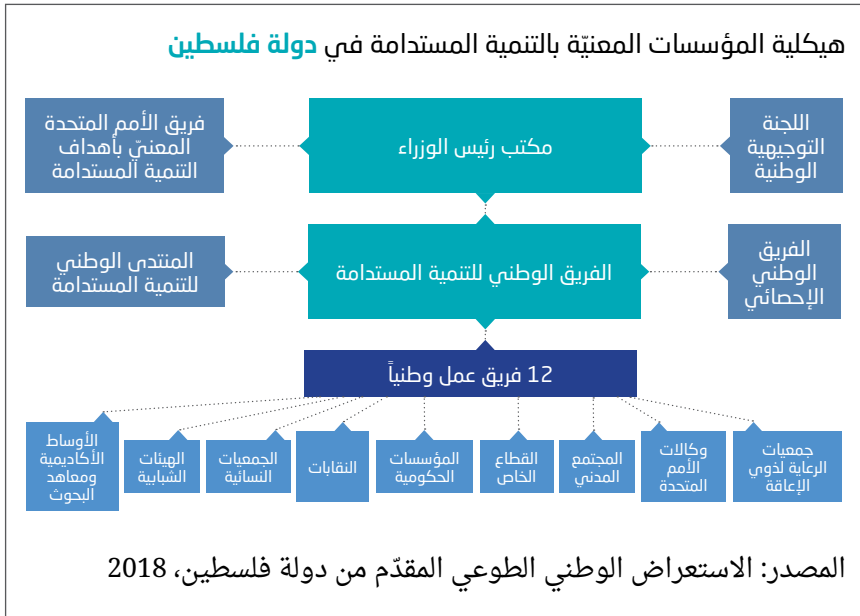 هيكلية المؤسسات المعنيّة بالتنمية المستدامة في دولة فلسطين
اللجنة
التوجيهية
الوطنية
مكتب رئيس الوزراء
فريق الأمم المتحدة
المعنيّ بأهداف
التنمية المستدامة
الفريق
الوطني
الإحصائي
الفريق الوطني للتنمية المستدامة
المنتدى الوطني
للتنمية المستدامة
12 فريق عمل وطنياً
جمعيات
الرعاية لذوي
الإعاقة
وكالات
الأمم
المتحدة
المجتمع
المدني
القطاع
الخاص
المؤسسات
الحكومية
النقابات
الجمعيات
النسائية
الهيئات
الشبابية
الأوساط
الأكاديمية
ومعاهد
البحوث
المصدر: الاستعراض الوطني الطوعي المقدّم من دولة فلسطين، 2018